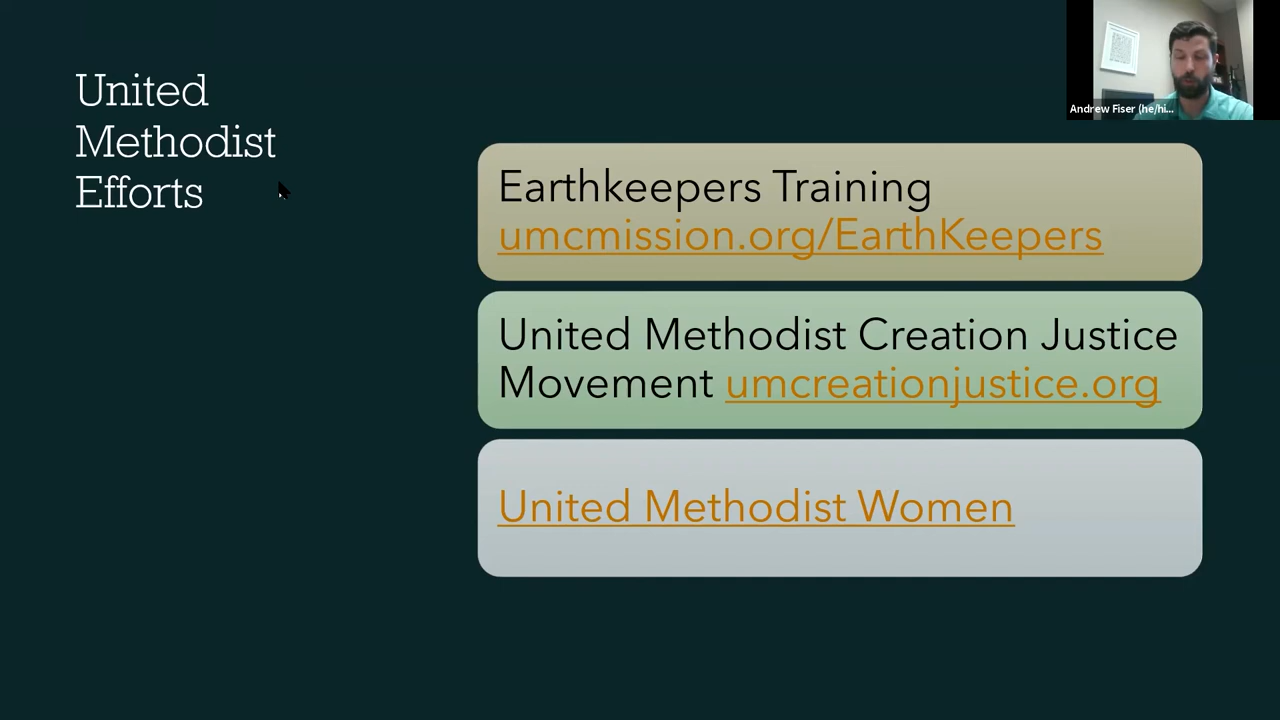 United
Methodist
Efforts
Andrew Fiser (he/hi...
Earthkeepers Training
umcmission.org/EarthKeepers
United Methodist Creation Justice
Movement umcreationjustice.org
United Methodist Women